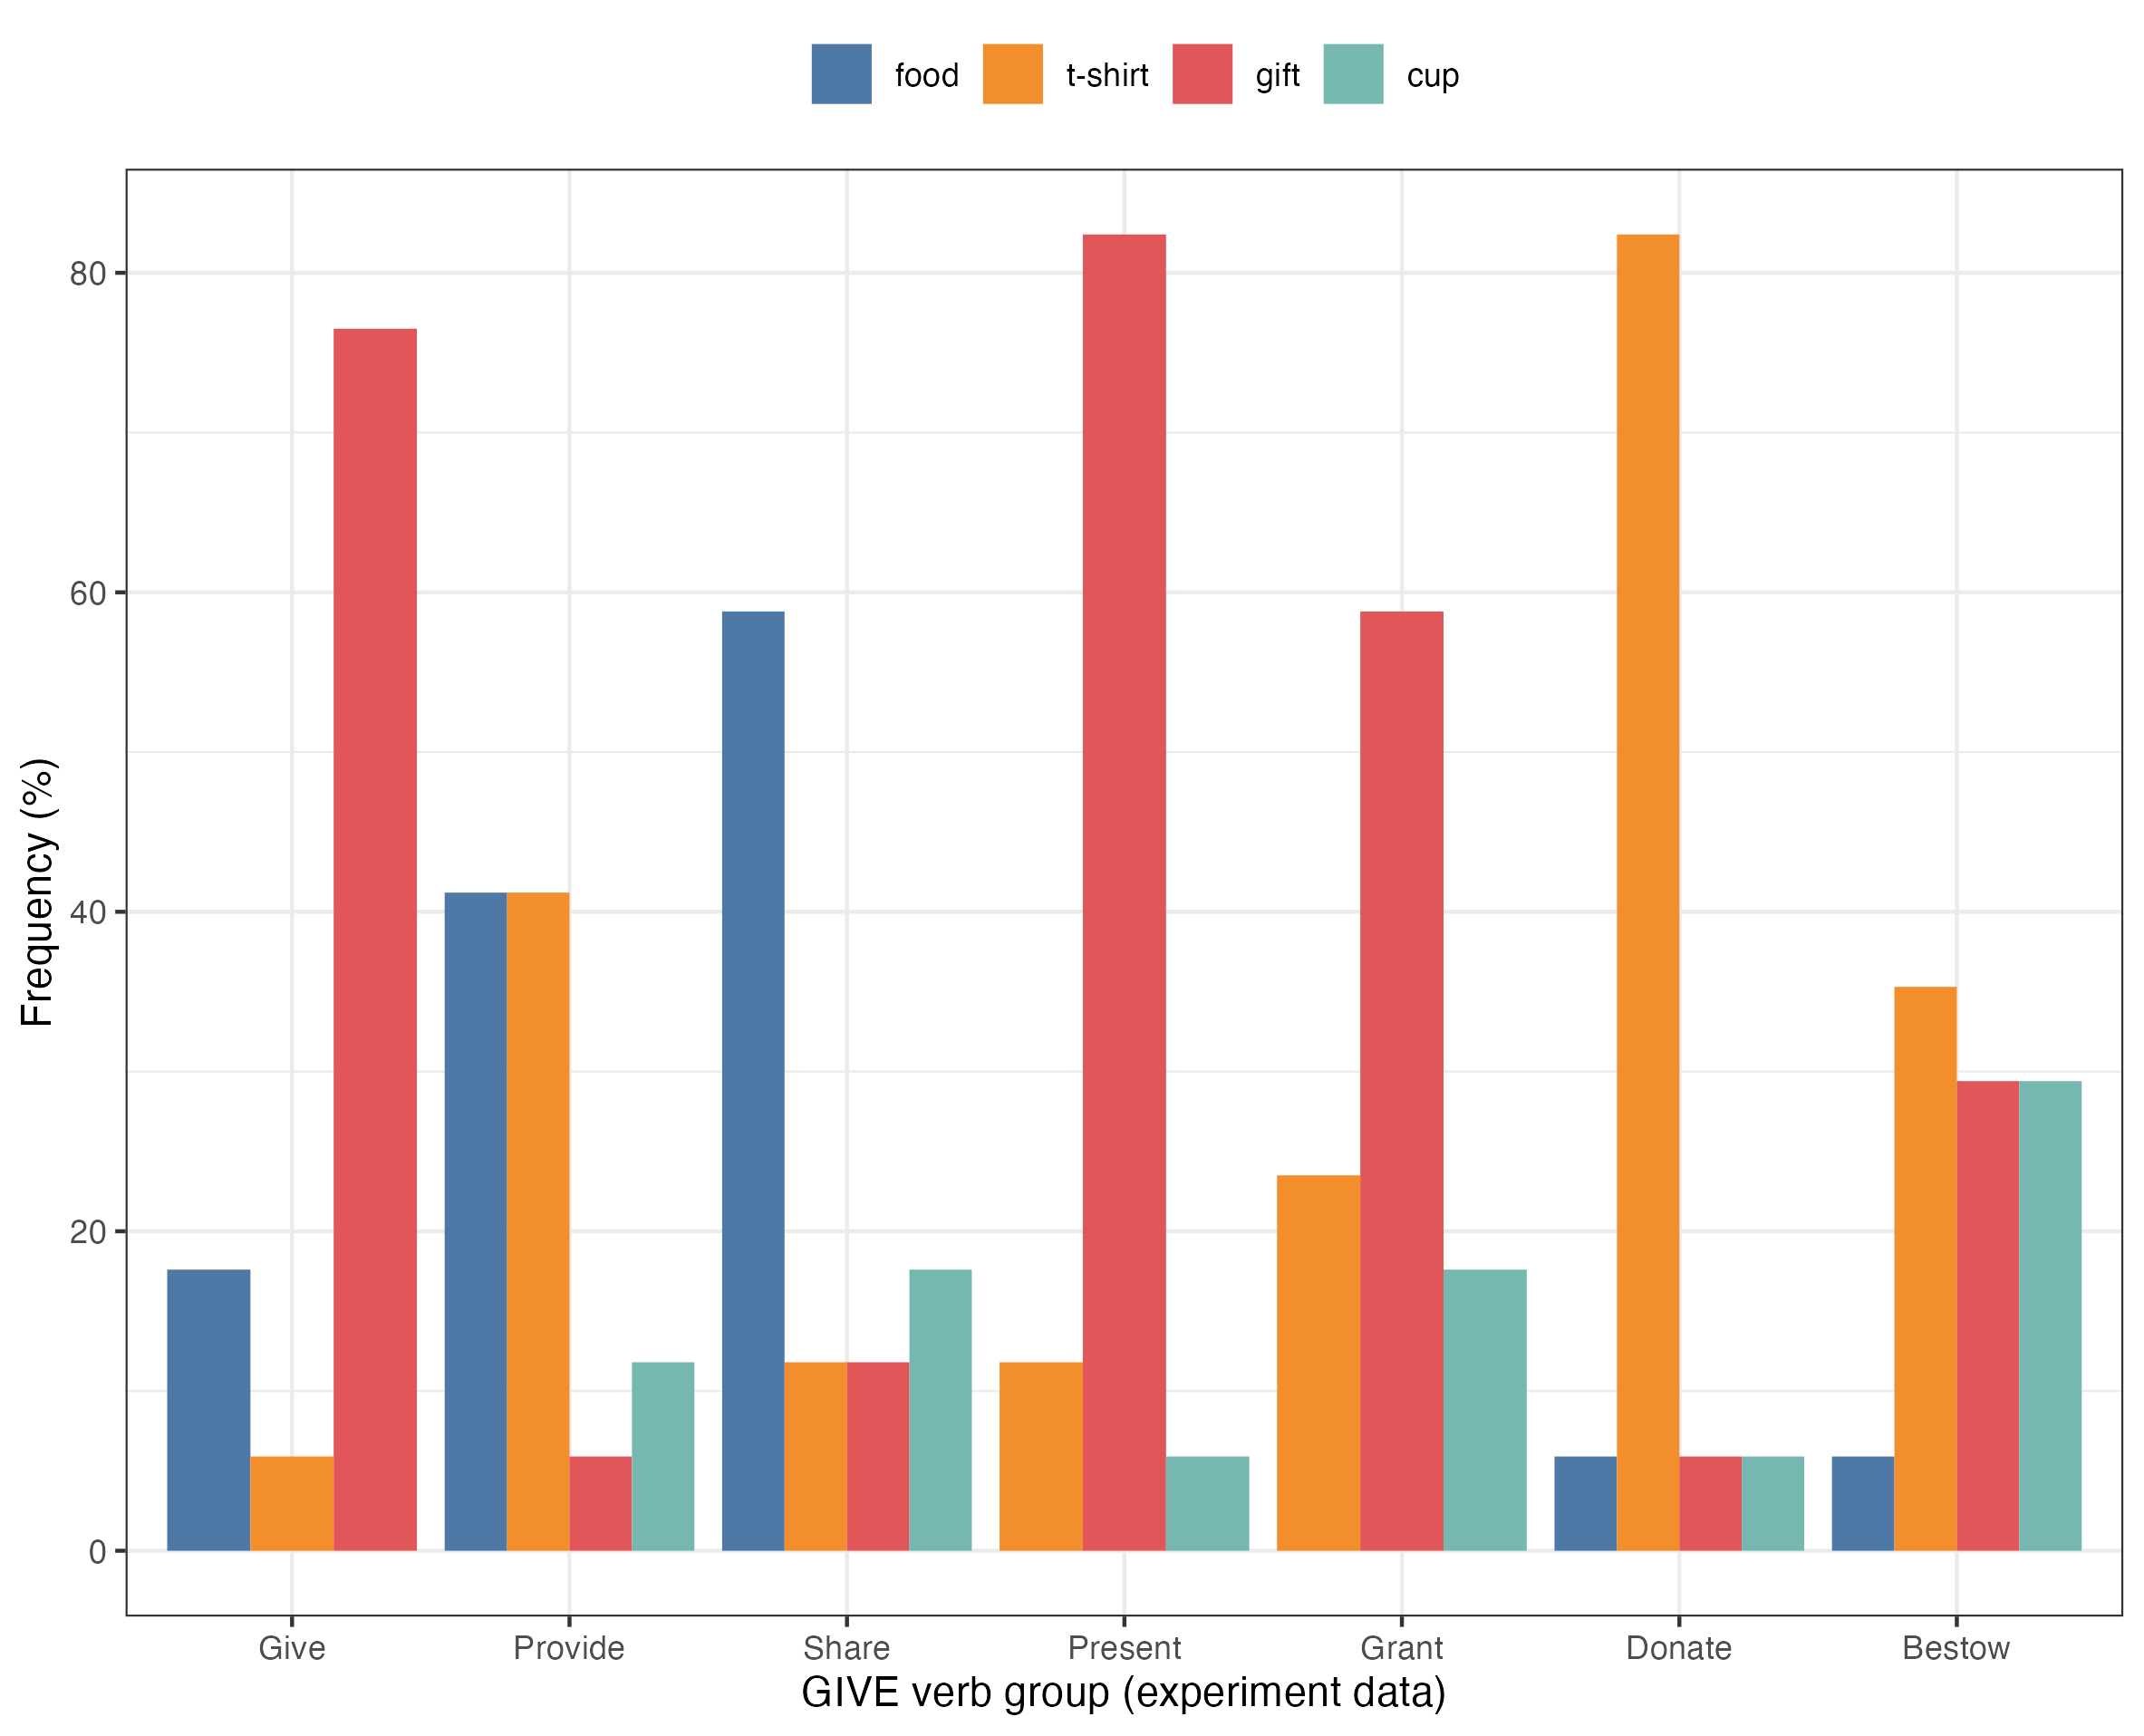 food t-shirt gift cup
80
60
40
20
0
Frequency (%)
Give Provide Share Present Grant Donate Bestow
GIVE verb group (experiment data)